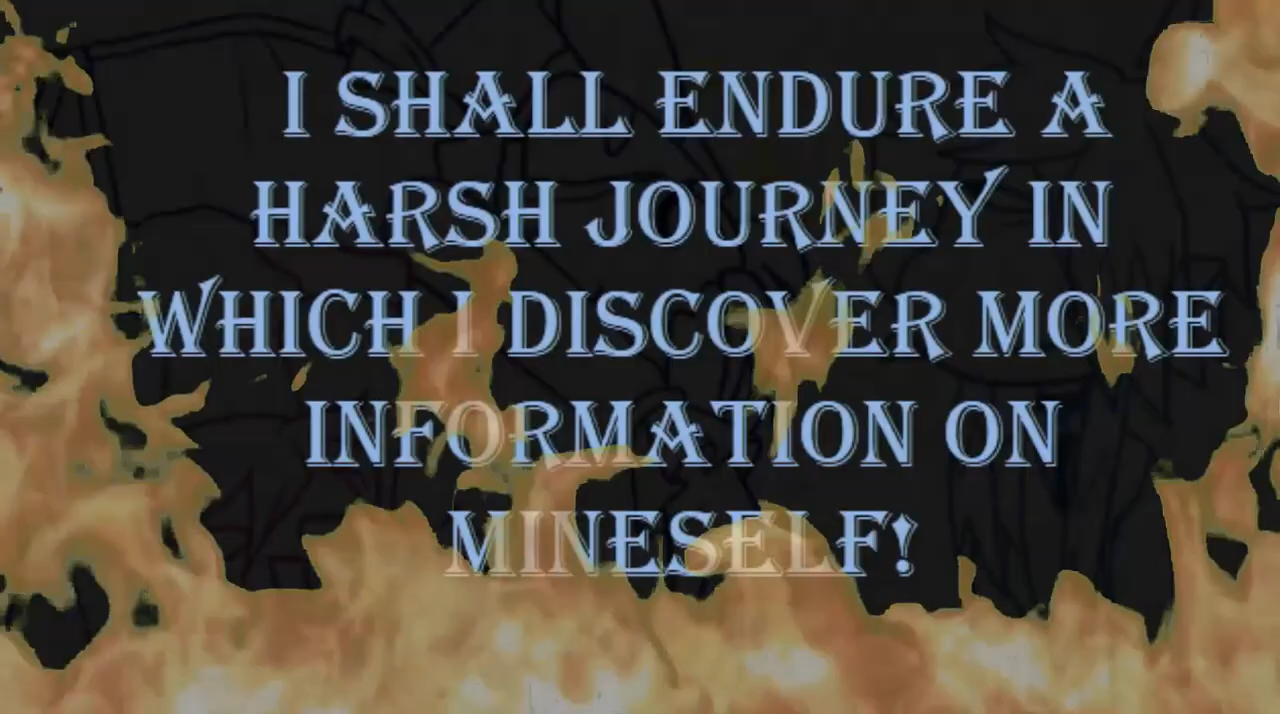 I SHALL ENDURE A
HARSH JOURNEY IN
WHICH I DISCOVER MORE
INFORMATION ON
MINESELF!